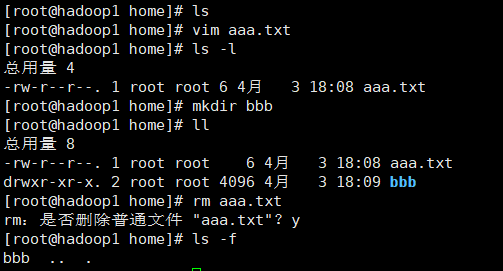 [root@hadoop1 home]# ls
[root@hadoop1 home]# vim aaa.txt
[root@hadoop1 home]# ls -l
总用量 4
-rw-r--r--. 1 root root 6 4月   3 18:08 aaa.txt
[root@hadoop1 home]# mkdir bbb
[root@hadoop1 home]# ll
总用量 8
-rw-r--r--. 1 root root    6 4月   3 18:08 aaa.txt
drwxr-xr-x. 2 root root 4096 4月   3 18:09 bbb
[root@hadoop1 home]# rm aaa.txt
rm：是否删除普通文件 "aaa.txt"？y
[root@hadoop1 home]# ls -f
bbb  ..  .